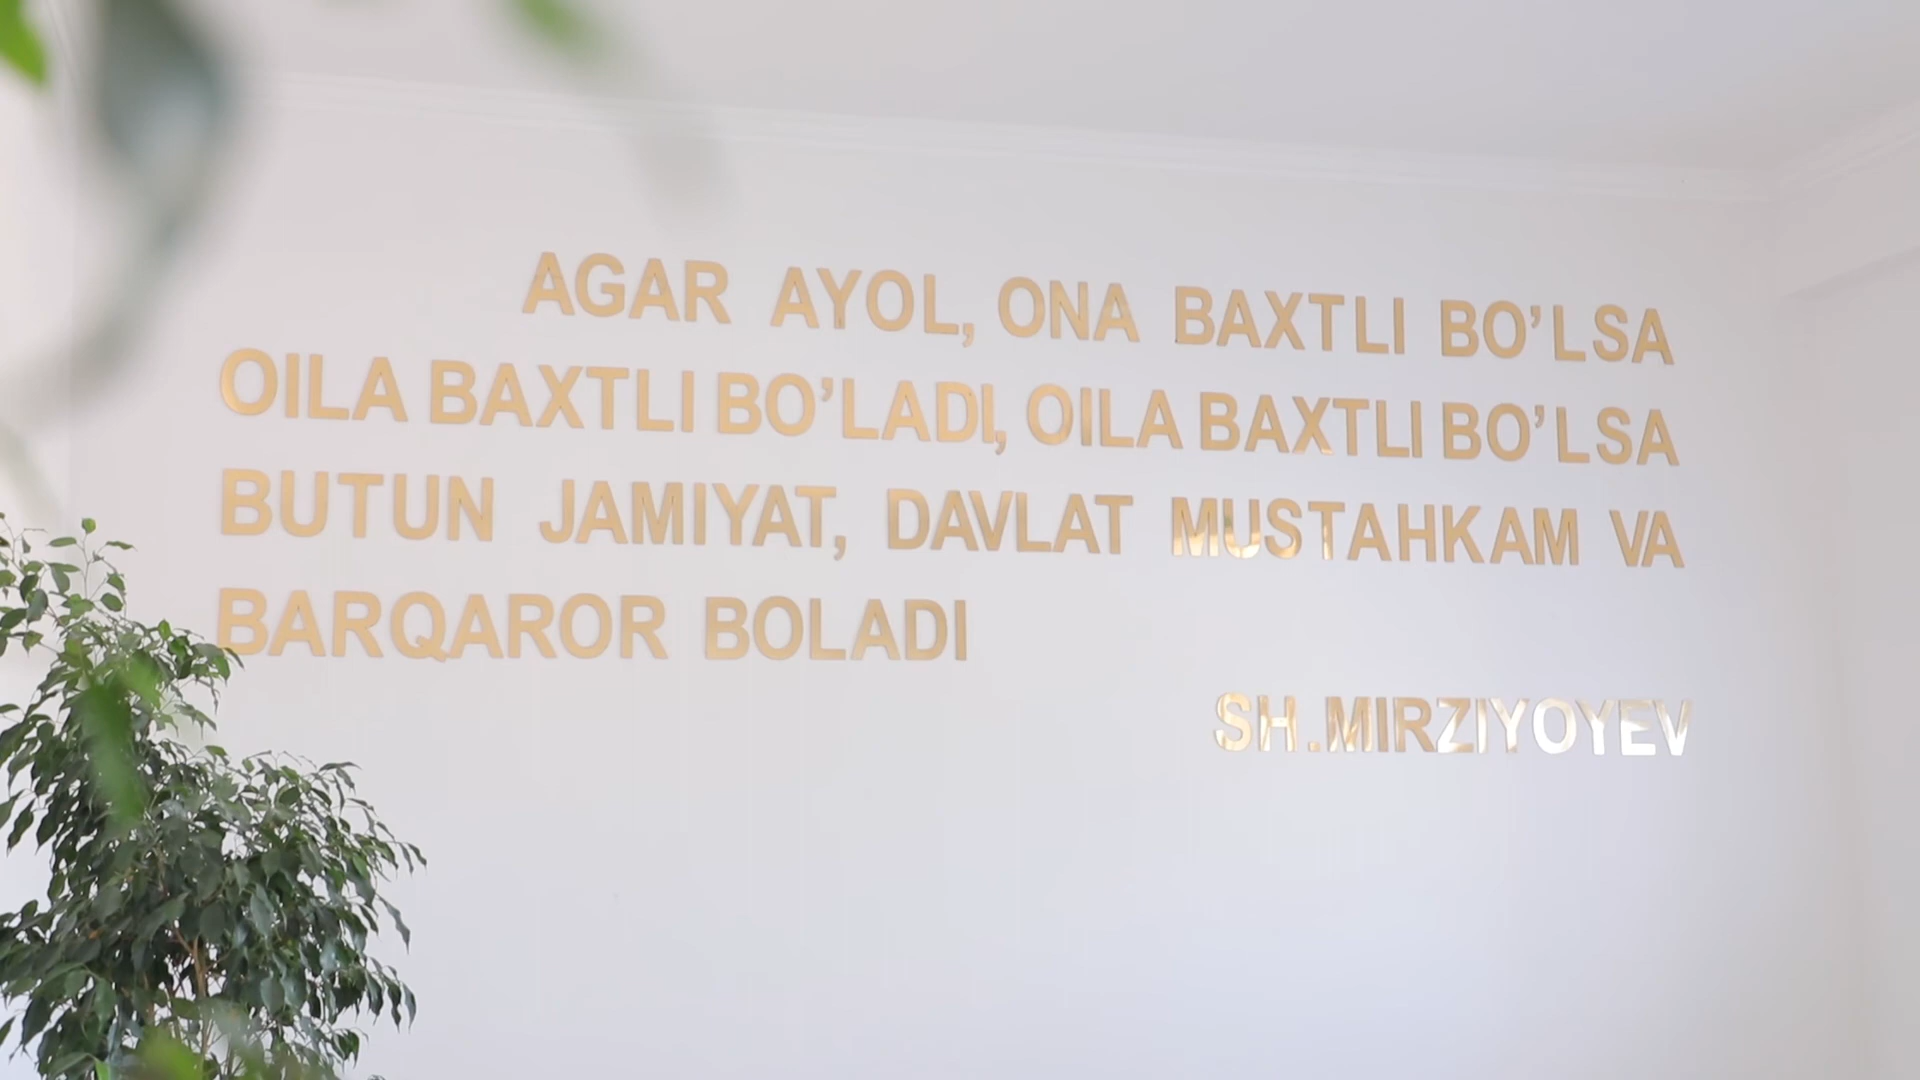 AGAR AYOL, ONA BAXTLI BO'LSA
OILA BAXTLI BO'LADI, OILA BAXTLI BO'LSA
BUTUN JAMIYAT, DAVLAT MUSTAHKAM VA
BARQAROR BOLADI
SH.MIRZIYOYEV